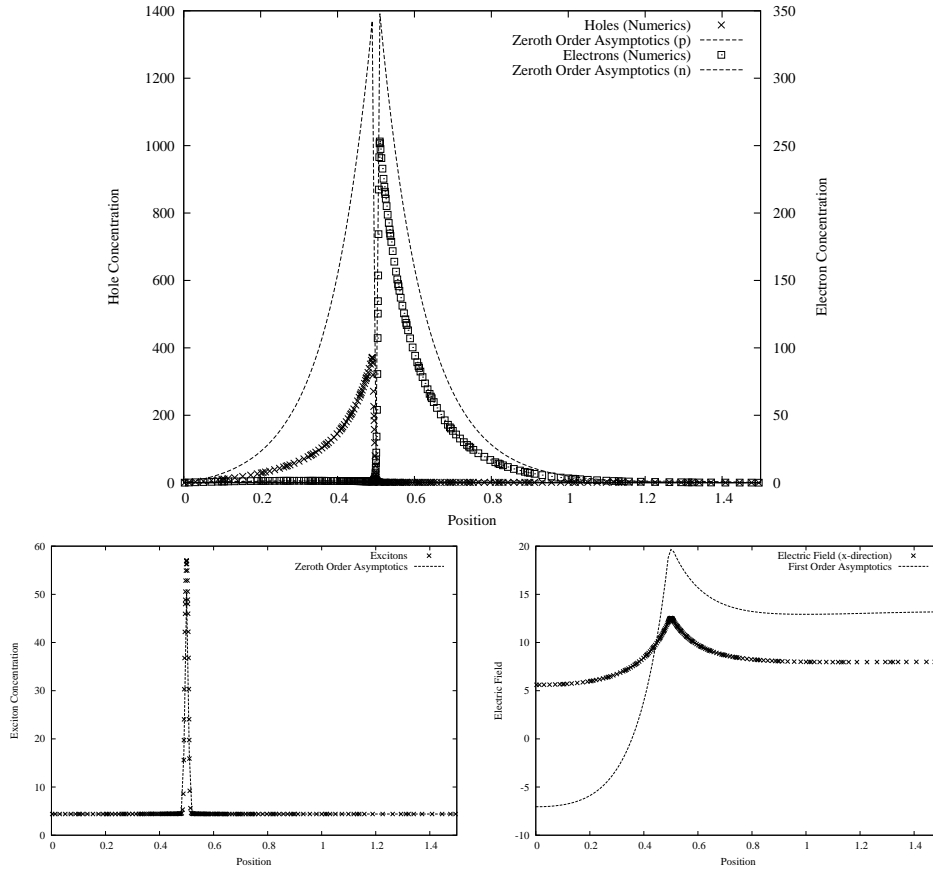 1400
1200
1000
800
600
400
200
0
Hole Concentration
350
300
250
200
150
100
50
0
Electron Concentration
Holes (Numerics)
Zeroth Order Asymptotics (p)
Electrons (Numerics)
Zeroth Order Asymptotics (n)
0 0.2 0.4 0.6 0.8 1 1.2 1.4
Position
60
50
40
30
20
10
0
Exciton Concentration
Excitons
Zeroth Order Asymptotics
0 0.2 0.4 0.6 0.8 1 1.2 1.4
Position
20
15
10
5
0
-5
-10
Electric Field
Electric Field (x-direction)
First Order Asymptotics
0 0.2 0.4 0.6 0.8 1 1.2 1.4
Position